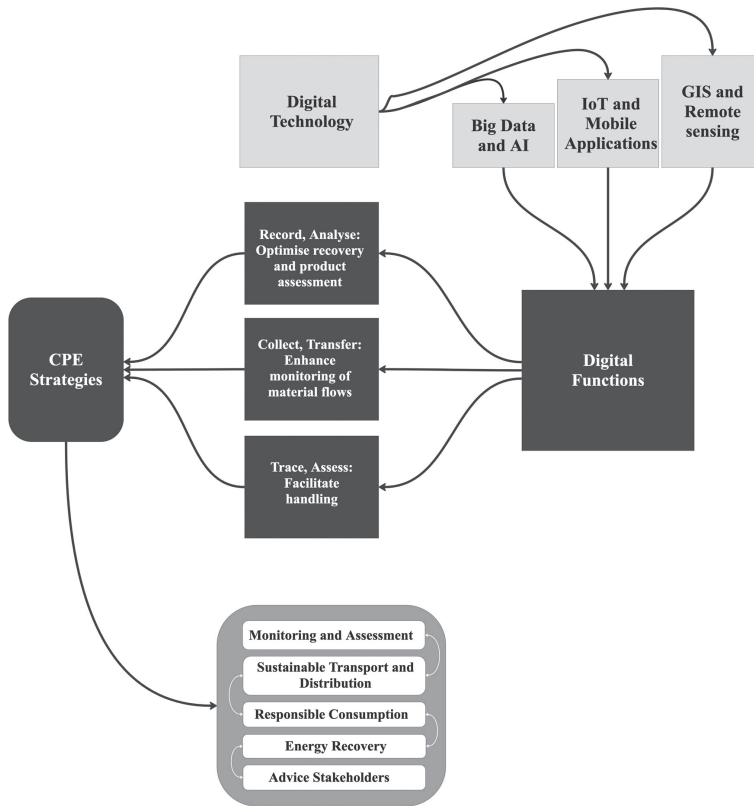 Digital
Technology
Big Data
and AI
IoT and
Mobile
Applications
GIS and
Remote
sensing
Record, Analyse:
Optimise recovery
and product
assessment
Collect, Transfer:
Enhance
monitoring of
material flows
Trace, Assess:
Facilitate
handling
CPE
Strategies
Digital
Functions
Monitoring and Assessment
Sustainable Transport and
Distribution
Responsible Consumption
Energy Recovery
Advice Stakeholders